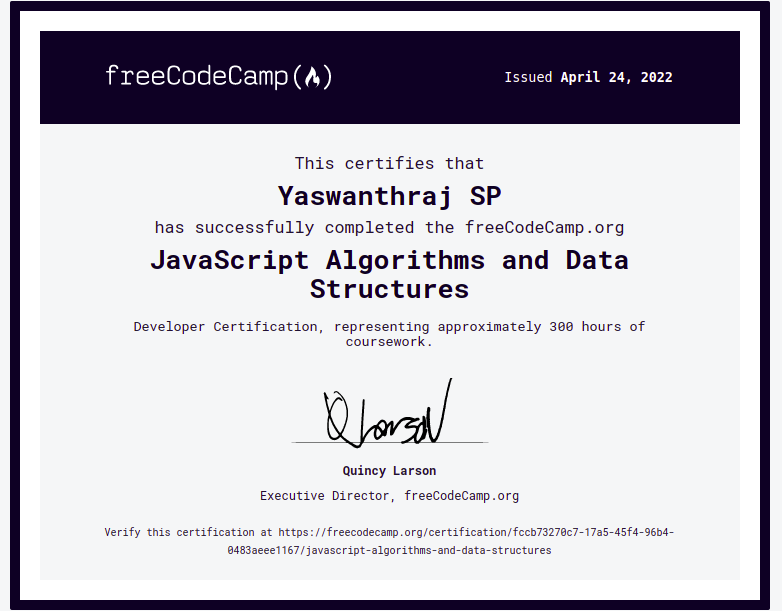 freeCodeCamp
Issued April 24, 2022
This certifies that
Yaswanthraj SP
has successfully completed the freeCodeCamp.org
JavaScript Algorithms and Data
Structures
Developer Certification, representing approximately 300 hours of
coursework.
QLarson
Quincy Larson
Executive Director, freeCodeCamp.org
Verify this certification at https://freecodecamp.org/certification/fccb73270c7-17a5-45f4-96b4-
0483aeee1167/javascript-algorithms-and-data-structures